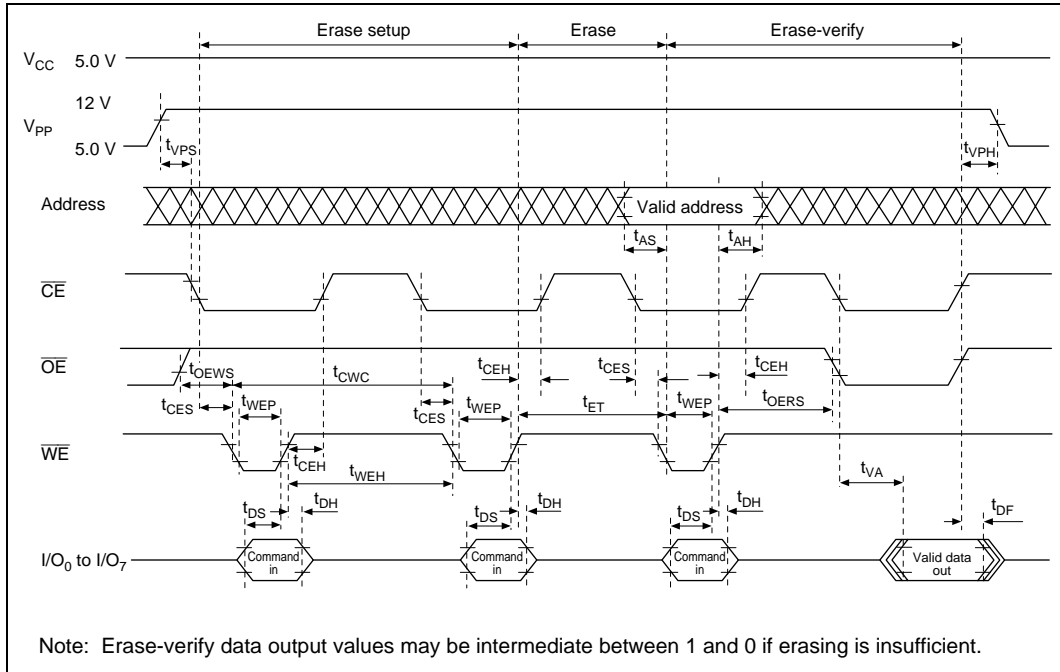 Erase setup Erase Erase-verify
VCC 5.0 V
12 V
VPP
5.0 V
tVPS tVPH
Address Valid address
tAS tAH
CE
OE
tOEWS tCWC tCEH tCES tCEH
tCES tWEP tCES tWEP tET tWEP tOERS
WE
tCEH tWEH tVA
tDS tDH tDS tDH tDS tDH tDF
I/O0 to I/O7 Command in Command in Command in Valid data out
Note: Erase-verify data output values may be intermediate between 1 and 0 if erasing is insufficient.